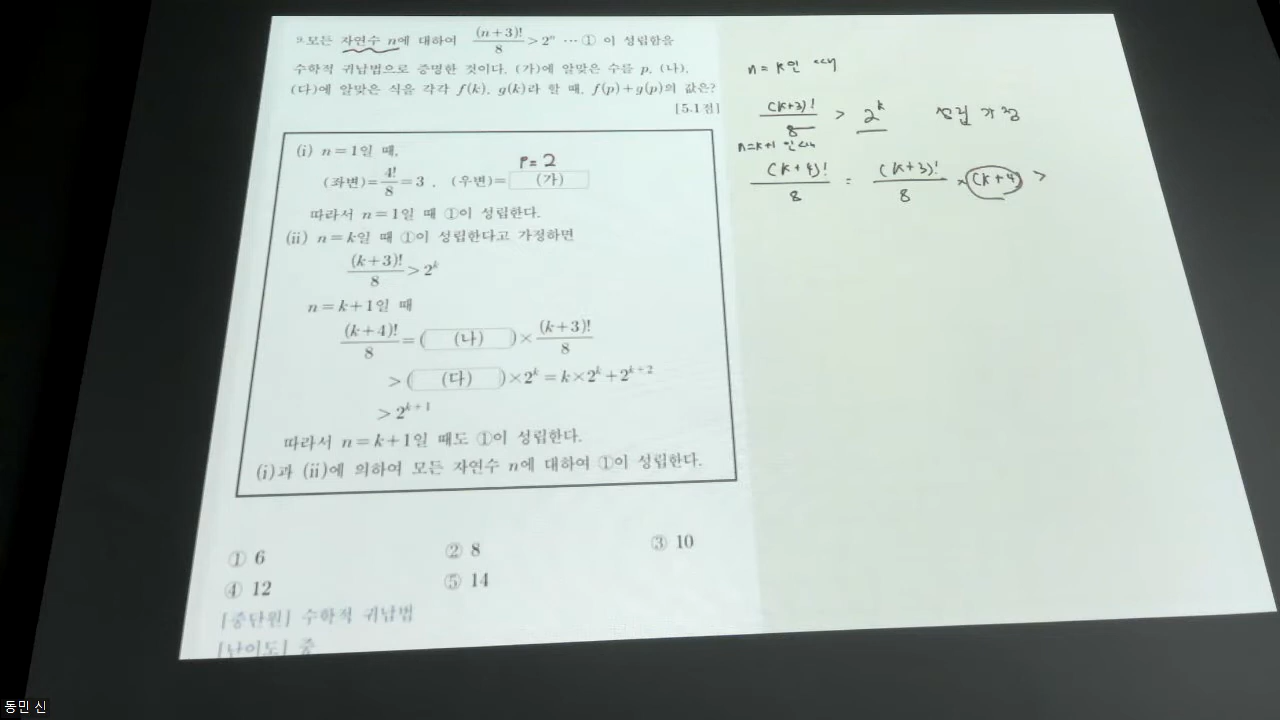 9.모든 자연수 n에 대하여 (n+3)!/8 > 2^n ⋯① 이 성립함을
수학적 귀납법으로 증명한 것이다. (가)에 알맞은 수를 p, (나),
(다)에 알맞은 식을 각각 f(k), g(k)라 할 때, f(p)+g(p)의 값은?
[5.1점]
(i) n=1일 때,
p=2
(좌변)=4!/8=3 , (우변)= (가)
따라서 n=1일 때 ①이 성립한다.
(ii) n=k일 때 ①이 성립한다고 가정하면
(k+3)!/8 > 2^k
n=k+1일 때
(k+4)!/8 = ( (나) )×(k+3)!/8
> ( (다) )×2^k = k×2^k+2^(k+2)
> 2^(k+1)
따라서 n=k+1일 때도 ①이 성립한다.
(i)과 (ii)에 의하여 모든 자연수 n에 대하여 ①이 성립한다.
① 6 ② 8 ③ 10
④ 12 ⑤ 14
[중단원] 수학적 귀납법
[난이도] 중
n=k인 때
(k+3)!/8 > 2^k 성립 가정
n=k+1 인 때
(k+4)!/8 = (k+3)!/8 × (k+4) >
동민 신